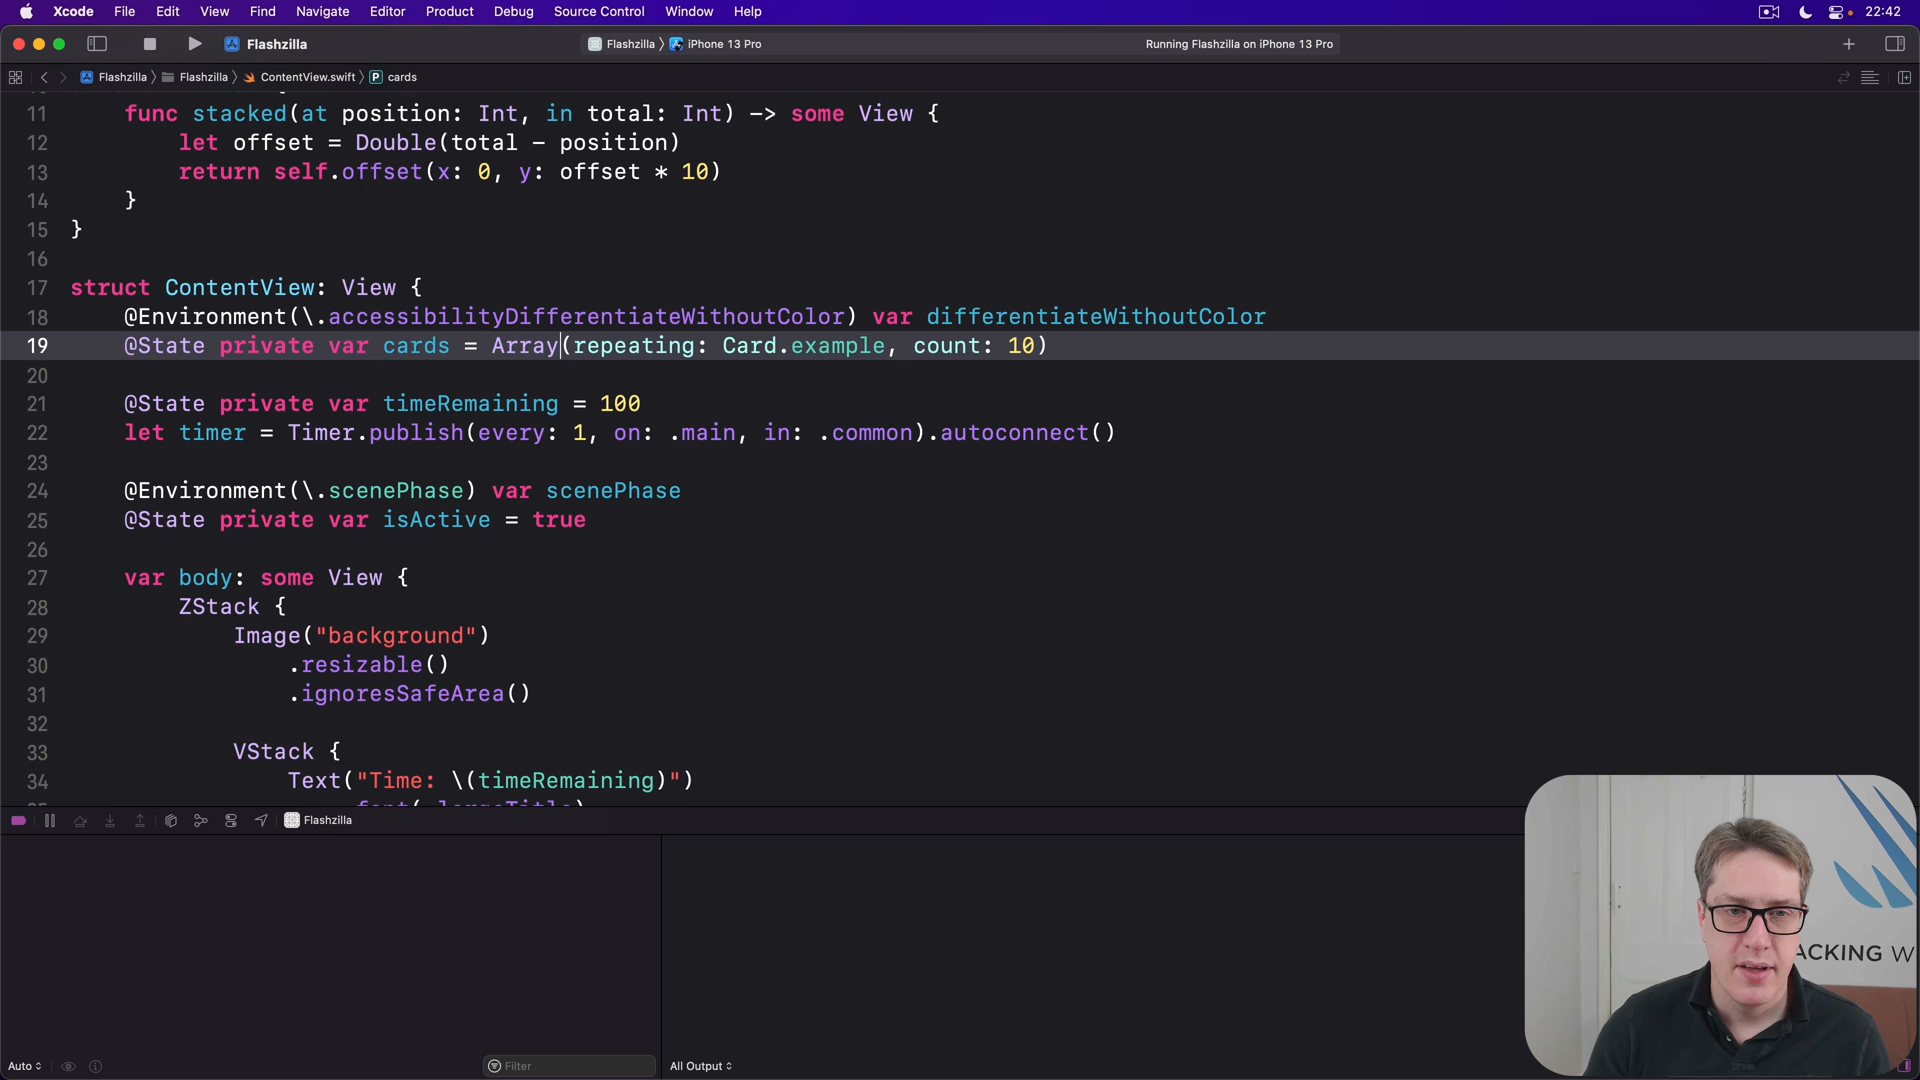 Xcode File Edit View Find Navigate Editor Product Debug Source Control Window Help 22:42
Flashzilla Flashzilla iPhone 13 Pro Running Flashzilla on iPhone 13 Pro
Flashzilla Flashzilla ContentView.swift P cards
11 func stacked(at position: Int, in total: Int) -> some View {
12 let offset = Double(total - position)
13 return self.offset(x: 0, y: offset * 10)
14 }
15 }
16
17 struct ContentView: View {
18 @Environment(\.accessibilityDifferentiateWithoutColor) var differentiateWithoutColor
19 @State private var cards = Array(repeating: Card.example, count: 10)
20
21 @State private var timeRemaining = 100
22 let timer = Timer.publish(every: 1, on: .main, in: .common).autoconnect()
23
24 @Environment(\.scenePhase) var scenePhase
25 @State private var isActive = true
26
27 var body: some View {
28 ZStack {
29 Image("background")
30 .resizable()
31 .ignoresSafeArea()
32
33 VStack {
34 Text("Time: \(timeRemaining)")
Flashzilla
ACKING W
Auto Filter All Output